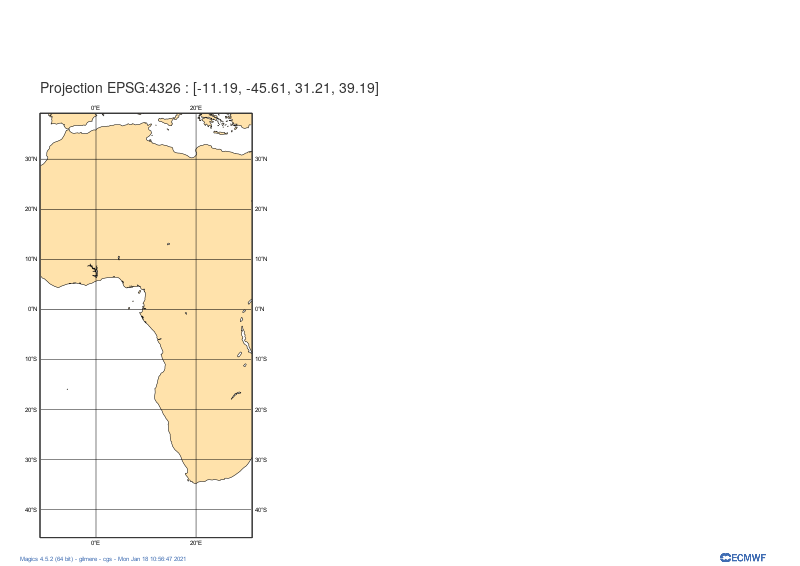 Projection EPSG:4326 : [-11.19, -45.61, 31.21, 39.19]
0°E 20°E
30°N 30°N
20°N 20°N
10°N 10°N
0°N 0°N
10°S 10°S
20°S 20°S
30°S 30°S
40°S 40°S
0°E 20°E
Magics 4.5.2 (64 bit) - gilmere - cgs - Mon Jan 18 10:56:47 2021
ECMWF